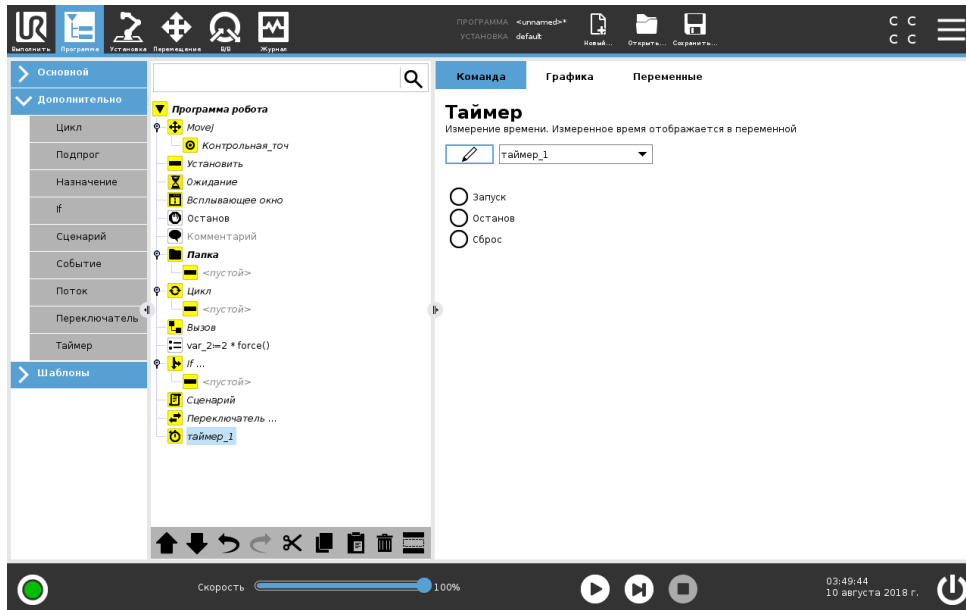 ПРОГРАММА <unnamed>*
УСТАНОВКА default
Выполнить
Программа
Установка
Перемещение
В/В
Журнал
Новый...
Открыть...
Сохранить...
C C
C C
Основной
Дополнительно
Цикл
Подпрог
Назначение
If
Сценарий
Событие
Поток
Переключатель
Таймер
Шаблоны
Программа робота
MoveJ
Контрольная_точ
Установить
Ожидание
Всплывающее окно
Останов
Комментарий
Папка
<пустой>
Цикл
<пустой>
Вызов
var_2≔2 * force()
If ...
<пустой>
Сценарий
Переключатель ...
таймер_1
Команда
Графика
Переменные
Таймер
Измерение времени. Измеренное время отображается в переменной
таймер_1
Запуск
Останов
Сброс
Скорость
100%
03:49:44
10 августа 2018 г.